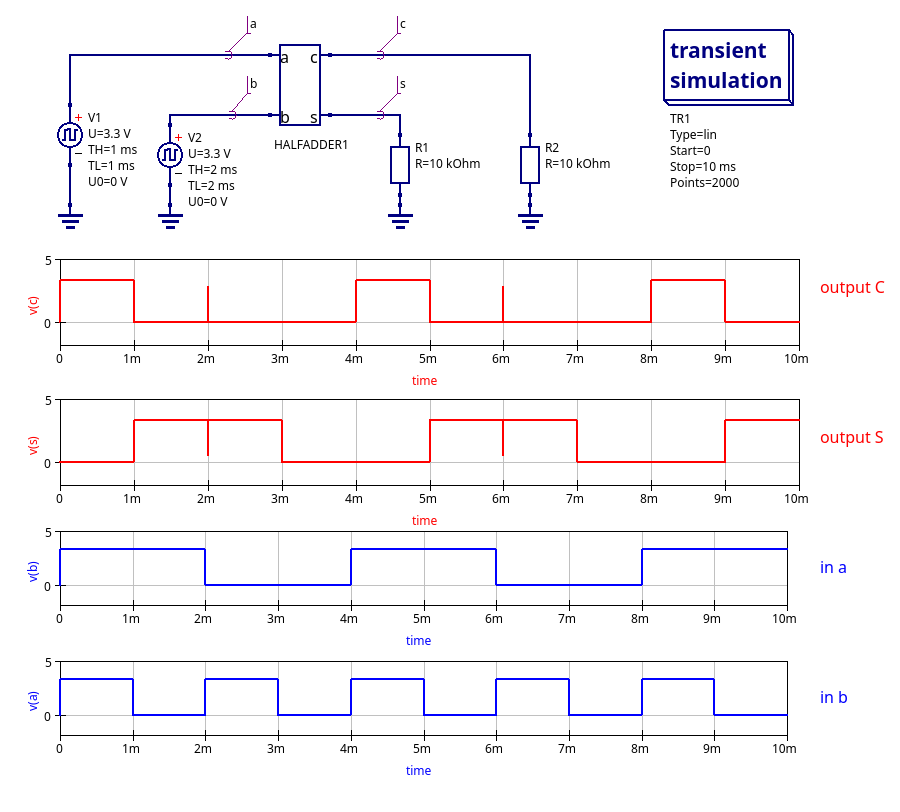 a
b
c
s
a c
b s
HALFADDER1
+ V1
U=3.3 V
TH=1 ms
TL=1 ms
U0=0 V
+ V2
U=3.3 V
TH=2 ms
TL=2 ms
U0=0 V
R1
R=10 kOhm
R2
R=10 kOhm
transient
simulation
TR1
Type=lin
Start=0
Stop=10 ms
Points=2000
5
0
v(c)
0 1m 2m 3m 4m 5m 6m 7m 8m 9m 10m
time
output C
5
0
v(s)
0 1m 2m 3m 4m 5m 6m 7m 8m 9m 10m
time
output S
5
0
v(b)
0 1m 2m 3m 4m 5m 6m 7m 8m 9m 10m
time
in a
5
0
v(a)
0 1m 2m 3m 4m 5m 6m 7m 8m 9m 10m
time
in b